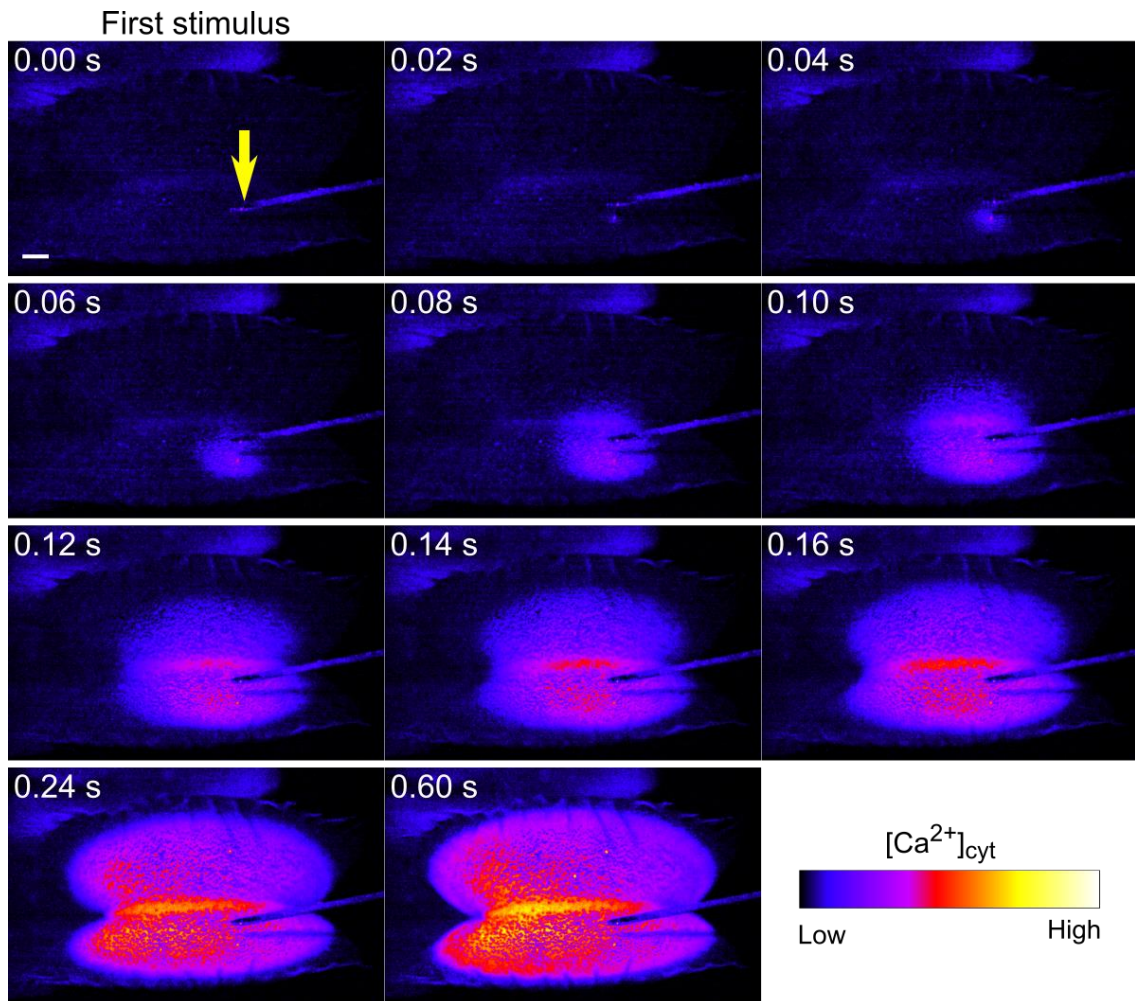 First stimulus
0.00 s
0.02 s
0.04 s
0.06 s
0.08 s
0.10 s
0.12 s
0.14 s
0.16 s
0.24 s
0.60 s
[Ca²⁺]cyt
Low
High